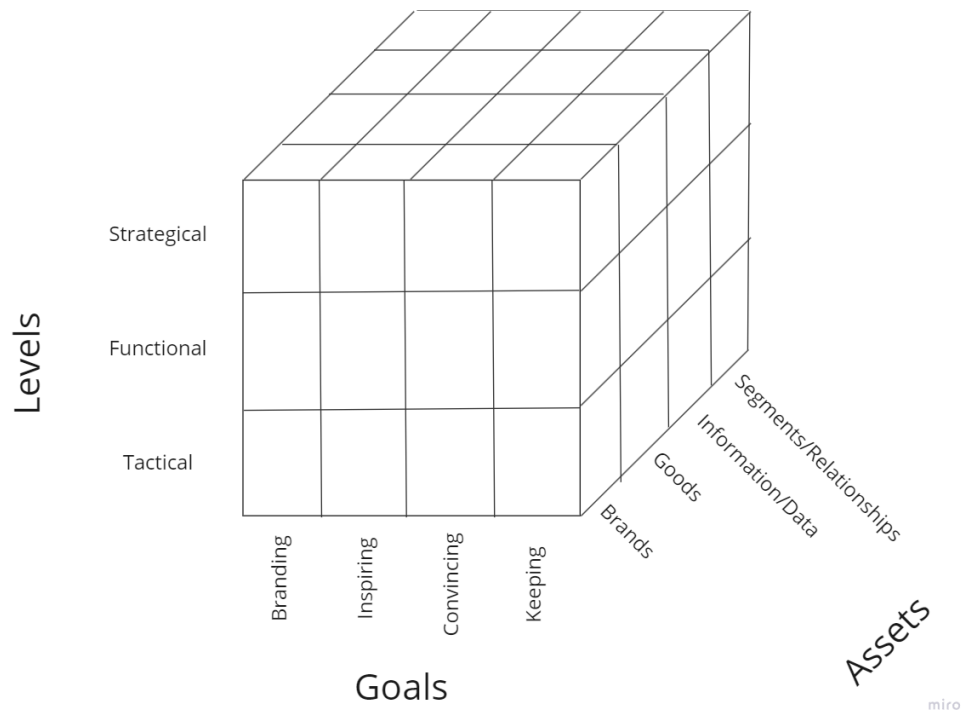 Strategical
Functional
Tactical
Levels
Branding
Inspiring
Convincing
Keeping
Goals
Brands
Goods
Information/Data
Segments/Relationships
Assets
miro